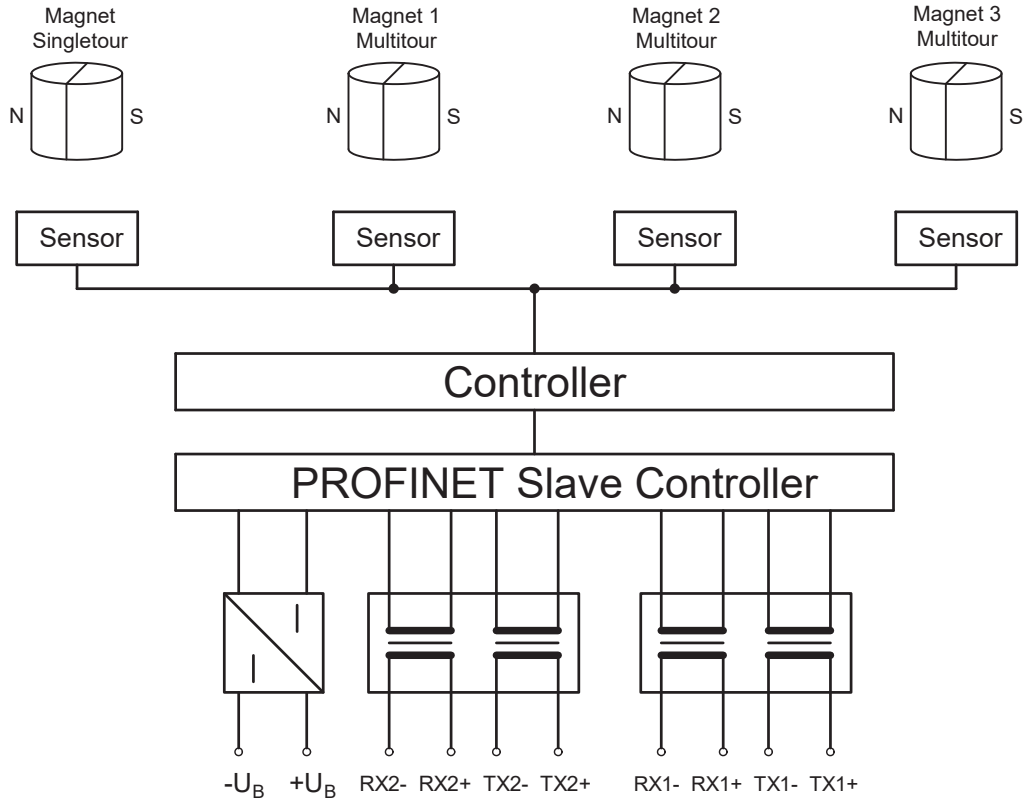 Magnet
Singletour
Magnet 1
Multitour
Magnet 2
Multitour
Magnet 3
Multitour
N
S
N
S
N
S
N
S
Sensor
Sensor
Sensor
Sensor
Controller
PROFINET Slave Controller
-UB
+UB
RX2-
RX2+
TX2-
TX2+
RX1-
RX1+
TX1-
TX1+